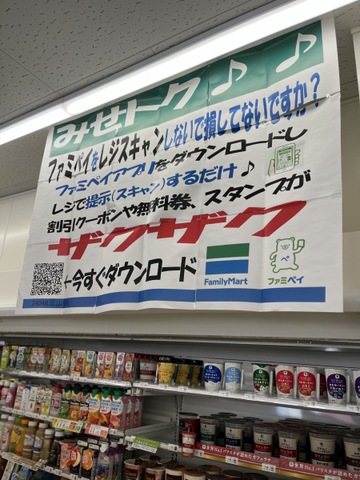 みせトク♪ ♪
ファミペイをレジスキャンしないで損してないですか?
ファミペイアプリをダウンロードし
レジで提示(スキャン)するだけ♪
割引クーポンや無料券、スタンプが
ザクザク
←今すぐダウンロード
FamilyMart
ファミペイ